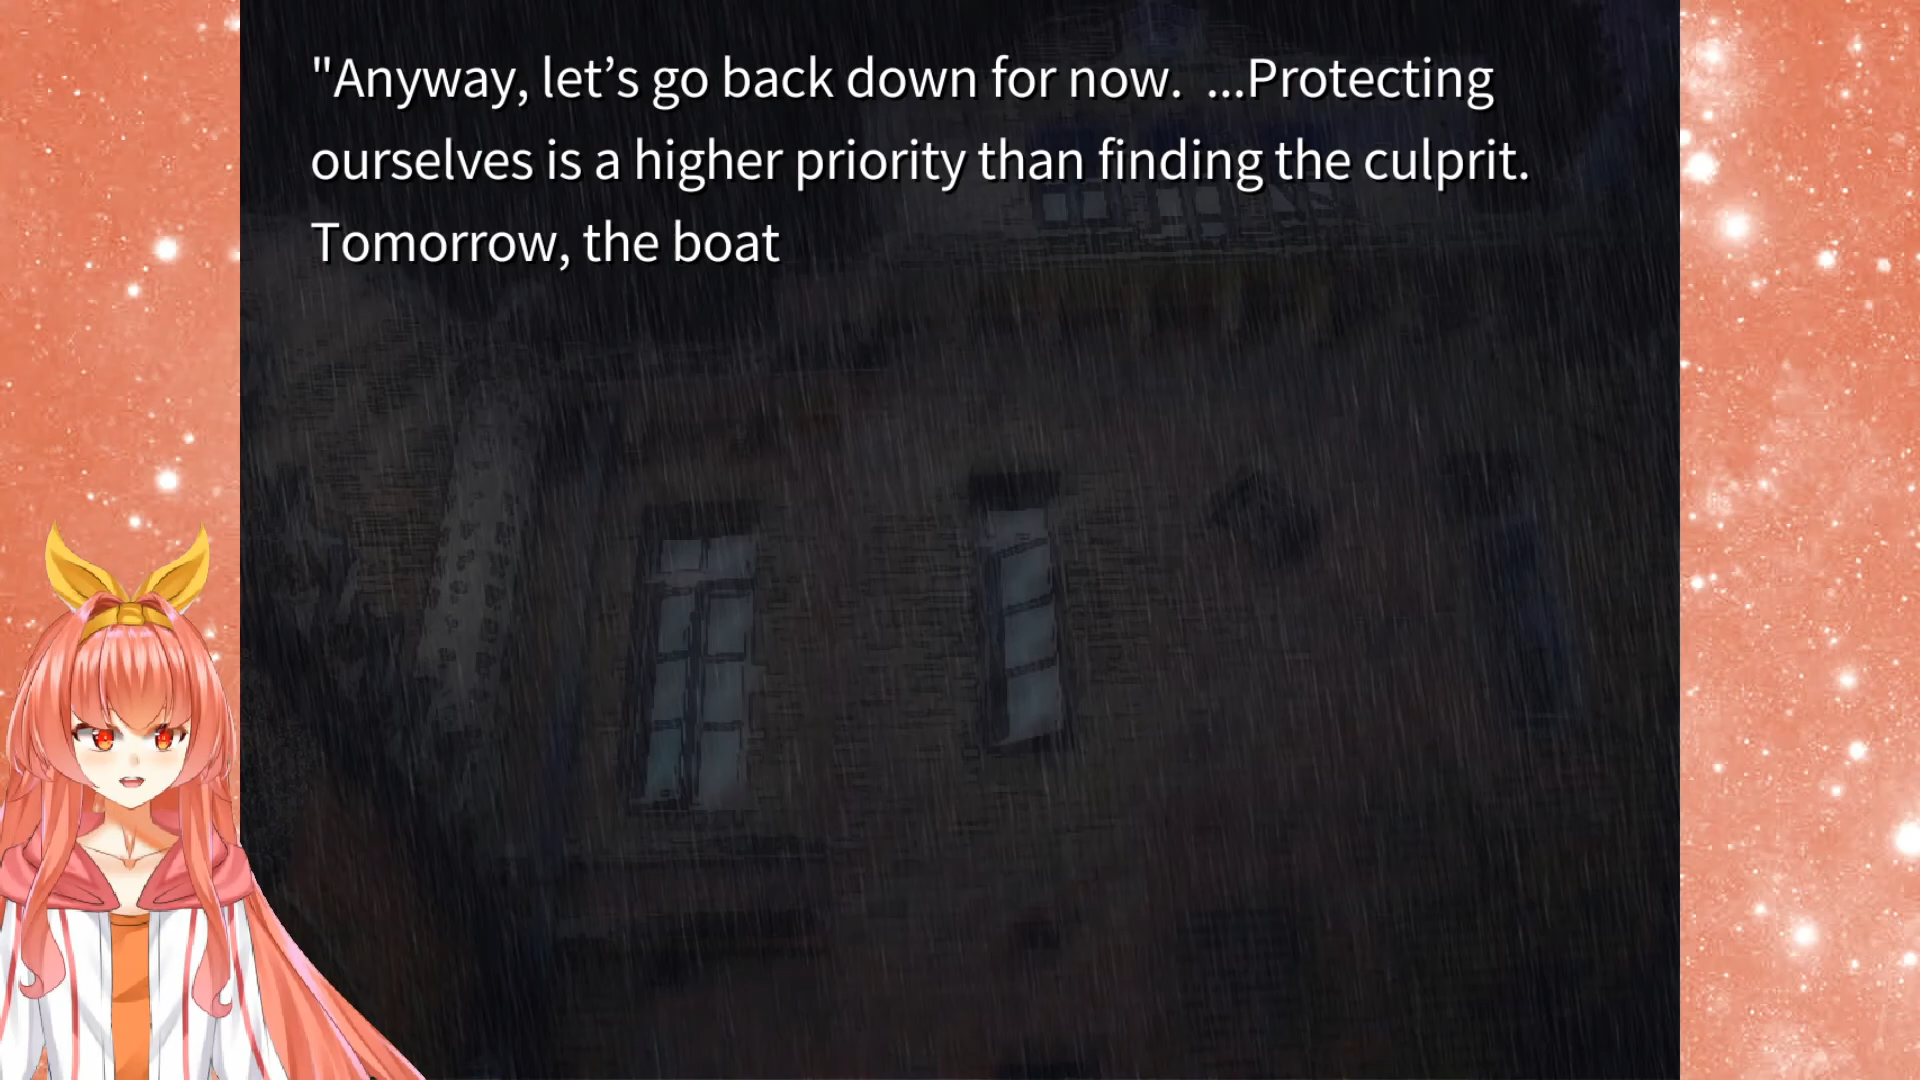 "Anyway, let’s go back down for now.  ...Protecting
ourselves is a higher priority than finding the culprit.
Tomorrow, the boat